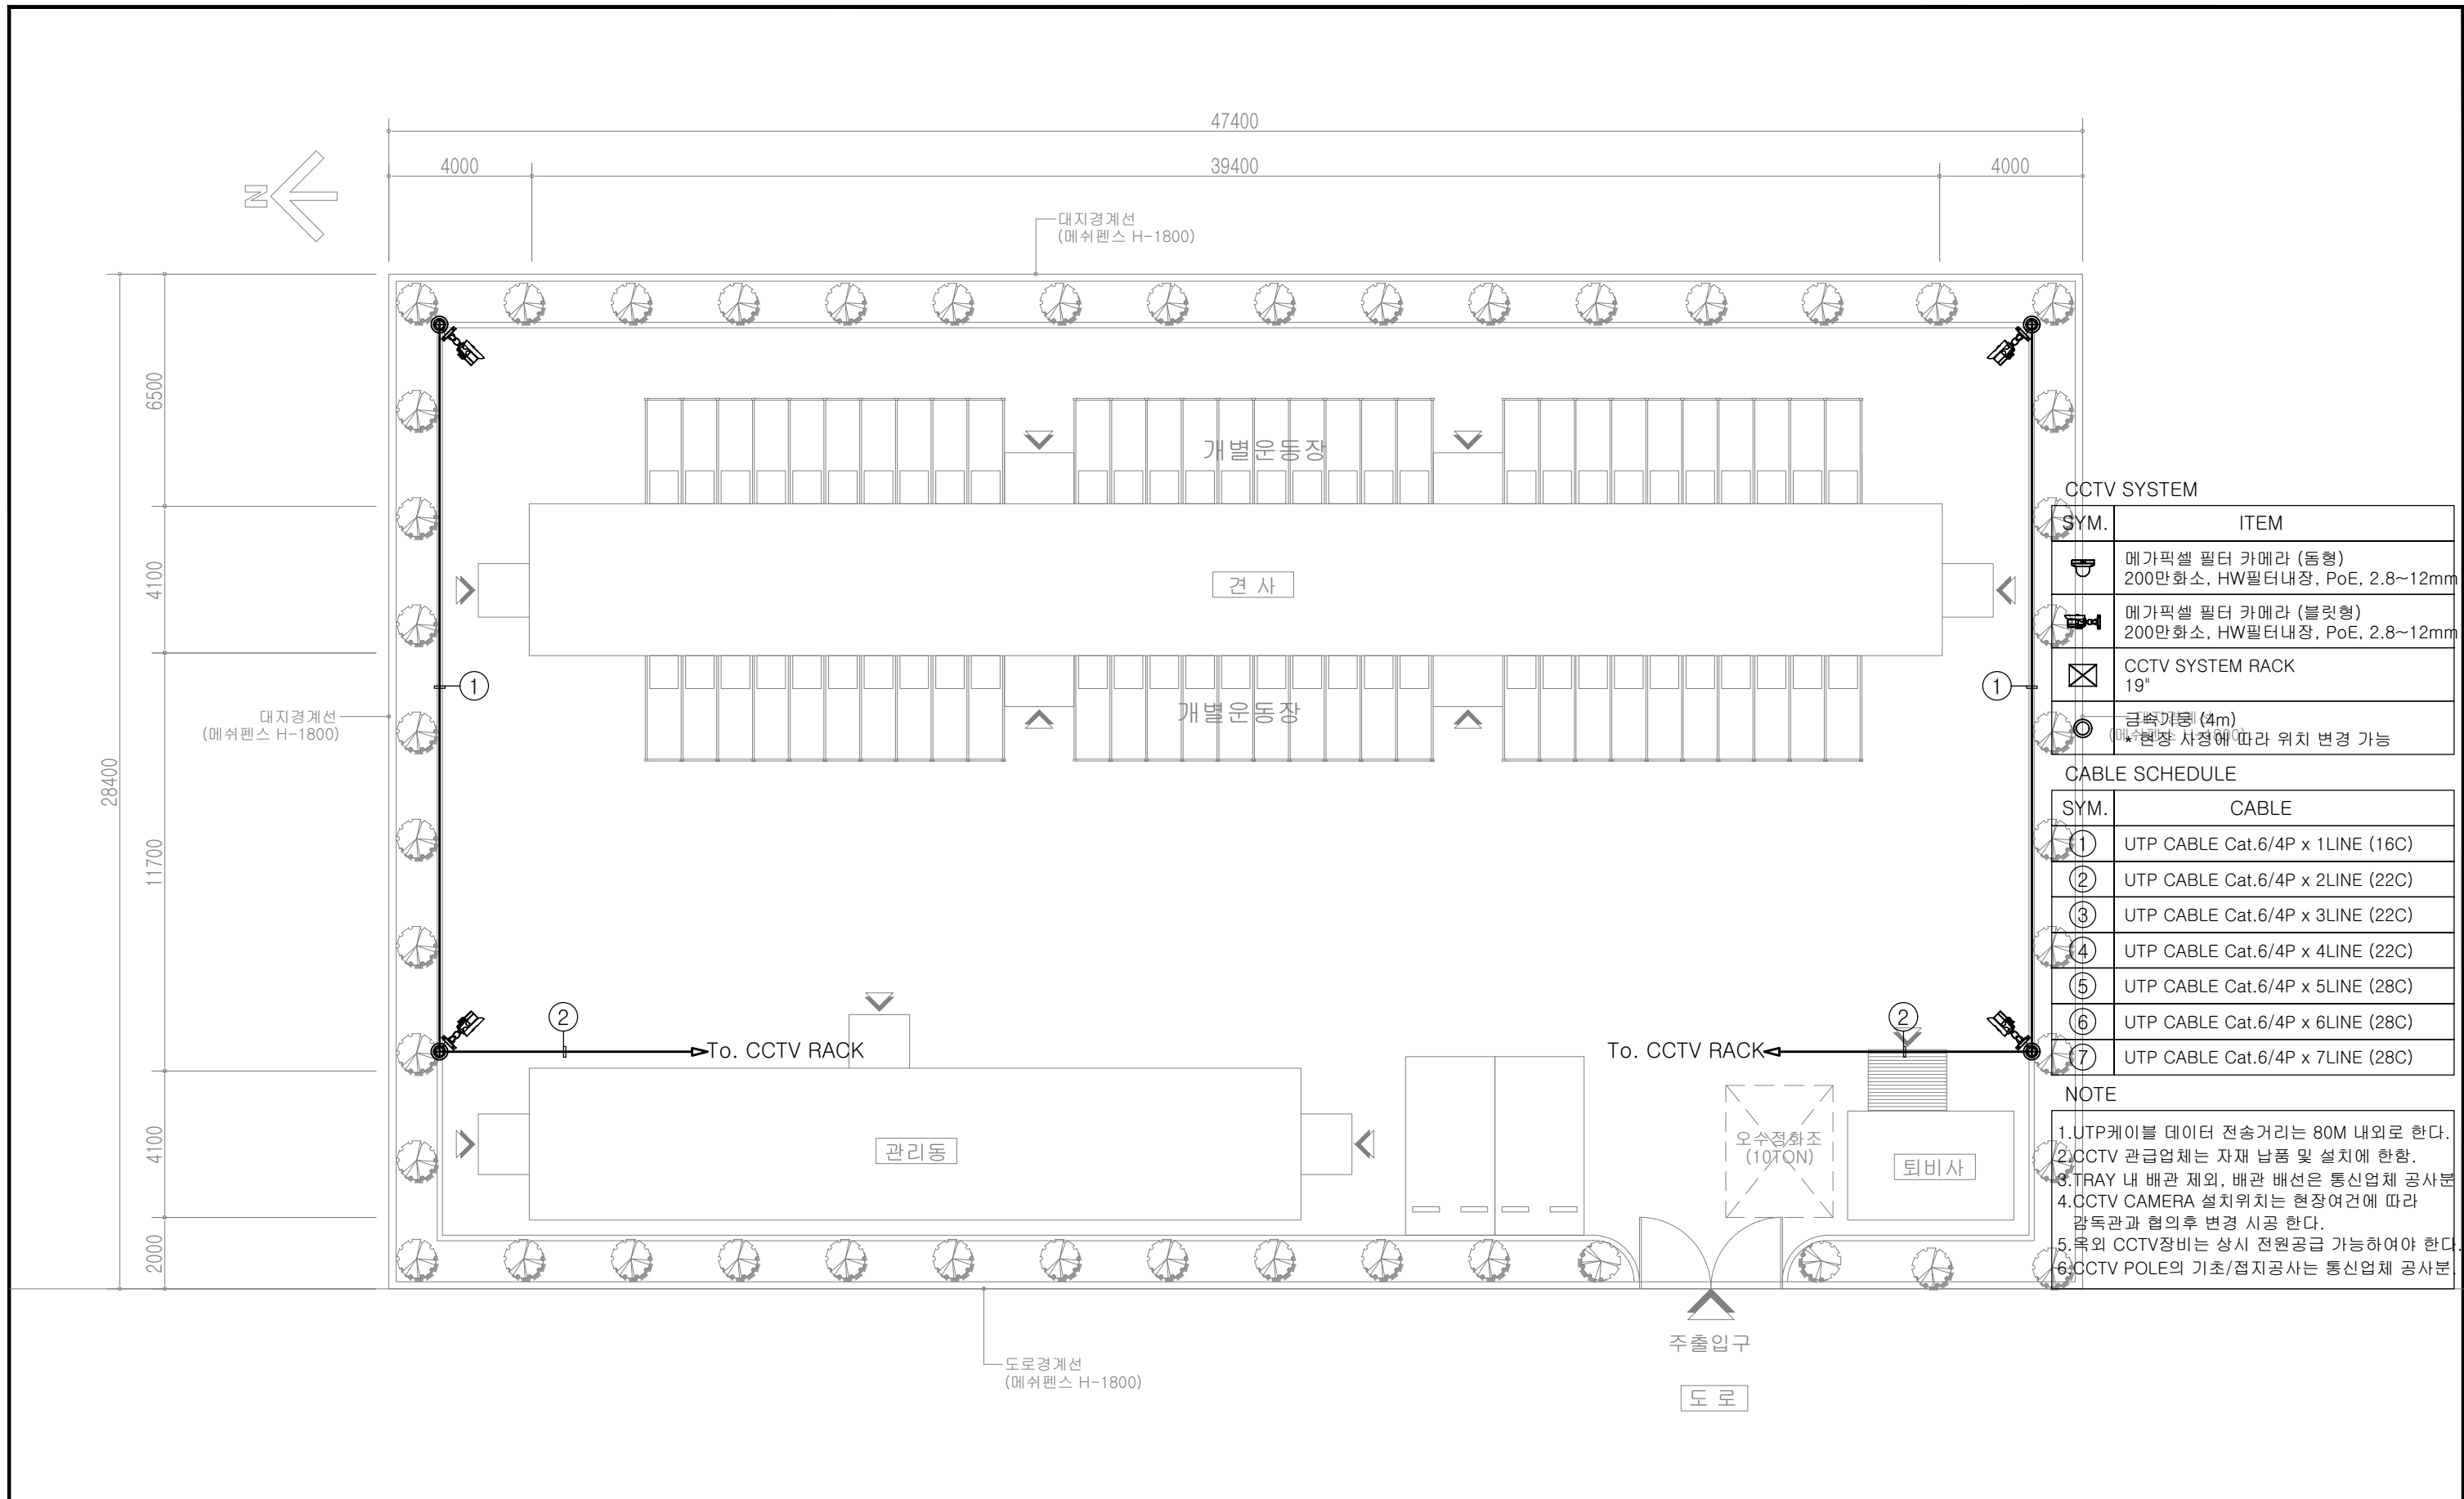 47400
4000
39400
4000
N
대지경계선
(메쉬펜스 H-1800)
6500
4100
11700
4100
2000
28400
개별운동장
견 사
개별운동장
1
1
대지경계선
(메쉬펜스 H-1800)
대지경계선
(메쉬펜스 H-1800)
2
To. CCTV RACK
2
To. CCTV RACK
관리동
오수정화조
(10TON)
퇴비사
주출입구
도로경계선
(메쉬펜스 H-1800)
도 로
CCTV SYSTEM
SYM. ITEM
메가픽셀 필터 카메라 (돔형)
200만화소, HW필터내장, PoE, 2.8~12mm
메가픽셀 필터 카메라 (블릿형)
200만화소, HW필터내장, PoE, 2.8~12mm
CCTV SYSTEM RACK
19"
금속기둥 (4m)
* 현장 사정에 따라 위치 변경 가능
CABLE SCHEDULE
SYM. CABLE
1 UTP CABLE Cat.6/4P x 1LINE (16C)
2 UTP CABLE Cat.6/4P x 2LINE (22C)
3 UTP CABLE Cat.6/4P x 3LINE (22C)
4 UTP CABLE Cat.6/4P x 4LINE (22C)
5 UTP CABLE Cat.6/4P x 5LINE (28C)
6 UTP CABLE Cat.6/4P x 6LINE (28C)
7 UTP CABLE Cat.6/4P x 7LINE (28C)
NOTE
1.UTP케이블 데이터 전송거리는 80M 내외로 한다.
2.CCTV 관급업체는 자재 납품 및 설치에 한함.
3.TRAY 내 배관 제외, 배관 배선은 통신업체 공사분
4.CCTV CAMERA 설치위치는 현장여건에 따라
감독관과 협의후 변경 시공 한다.
5.옥외 CCTV장비는 상시 전원공급 가능하여야 한다.
6.CCTV POLE의 기초/접지공사는 통신업체 공사분.